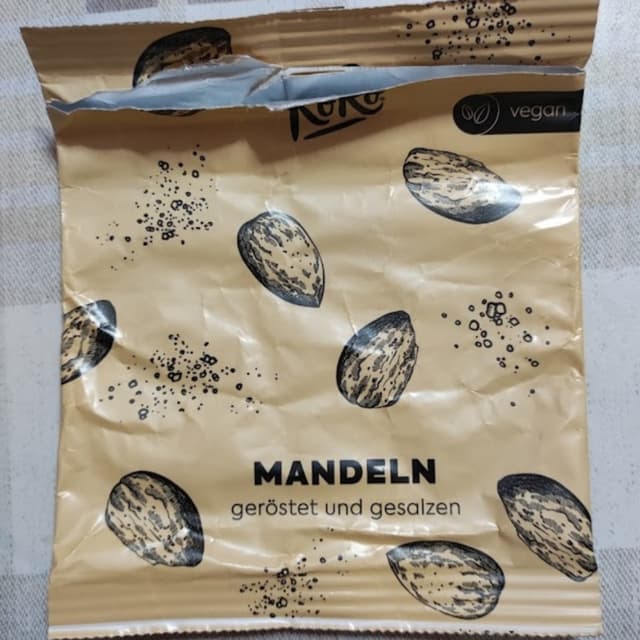 KoRo
vegan
MANDELN
geröstet und gesalzen